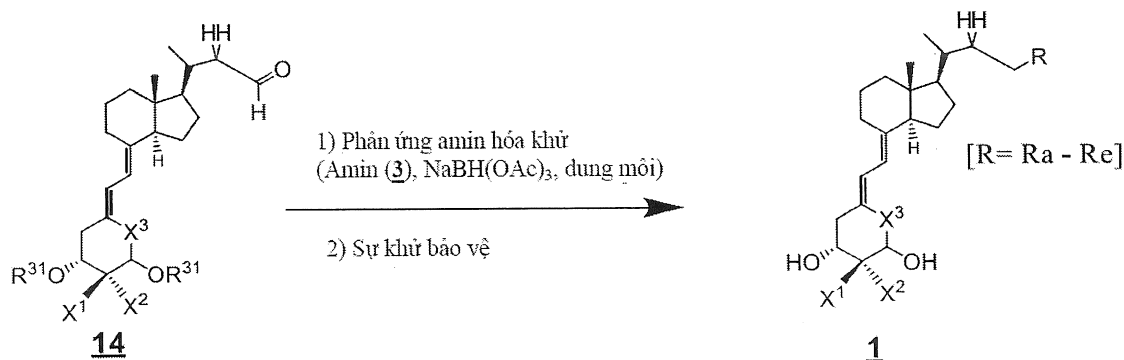 HH
O
H
H
X³
R³¹O
OR³¹
X¹
X²
14
1) Phản ứng amin hóa khử
(Amin (3), NaBH(OAc)₃, dung môi)
2) Sự khử bảo vệ
HH
R
H
[R= Ra - Re]
X³
HO
OH
X¹
X²
1